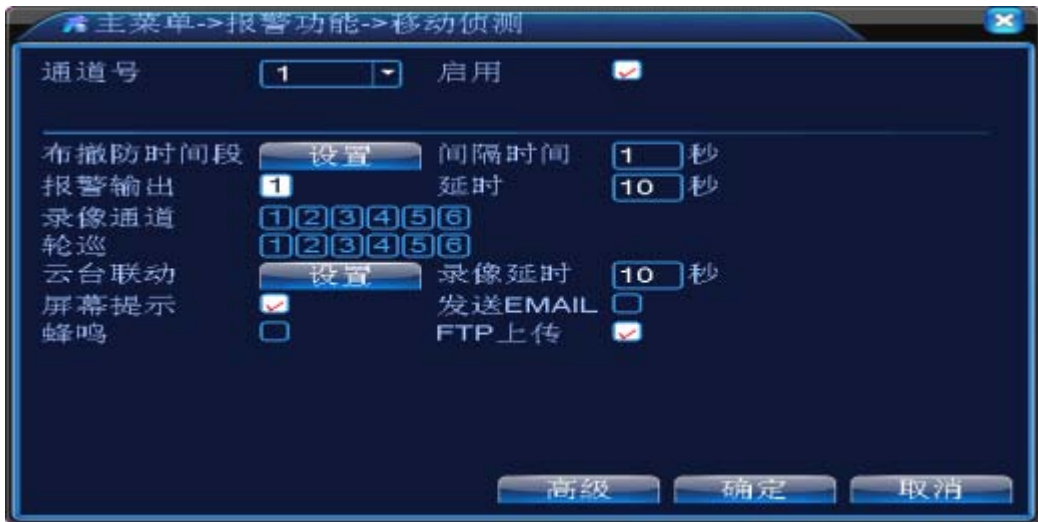 主菜单->报警功能->移动侦测
通道号 1 启用
布撤防时间段 设置 间隔时间 1 秒
报警输出 1 延时 10 秒
录像通道 1 2 3 4 5 6
轮巡 1 2 3 4 5 6
云台联动 设置 录像延时 10 秒
屏幕提示 发送EMAIL
蜂鸣 FTP上传
高级 确定 取消